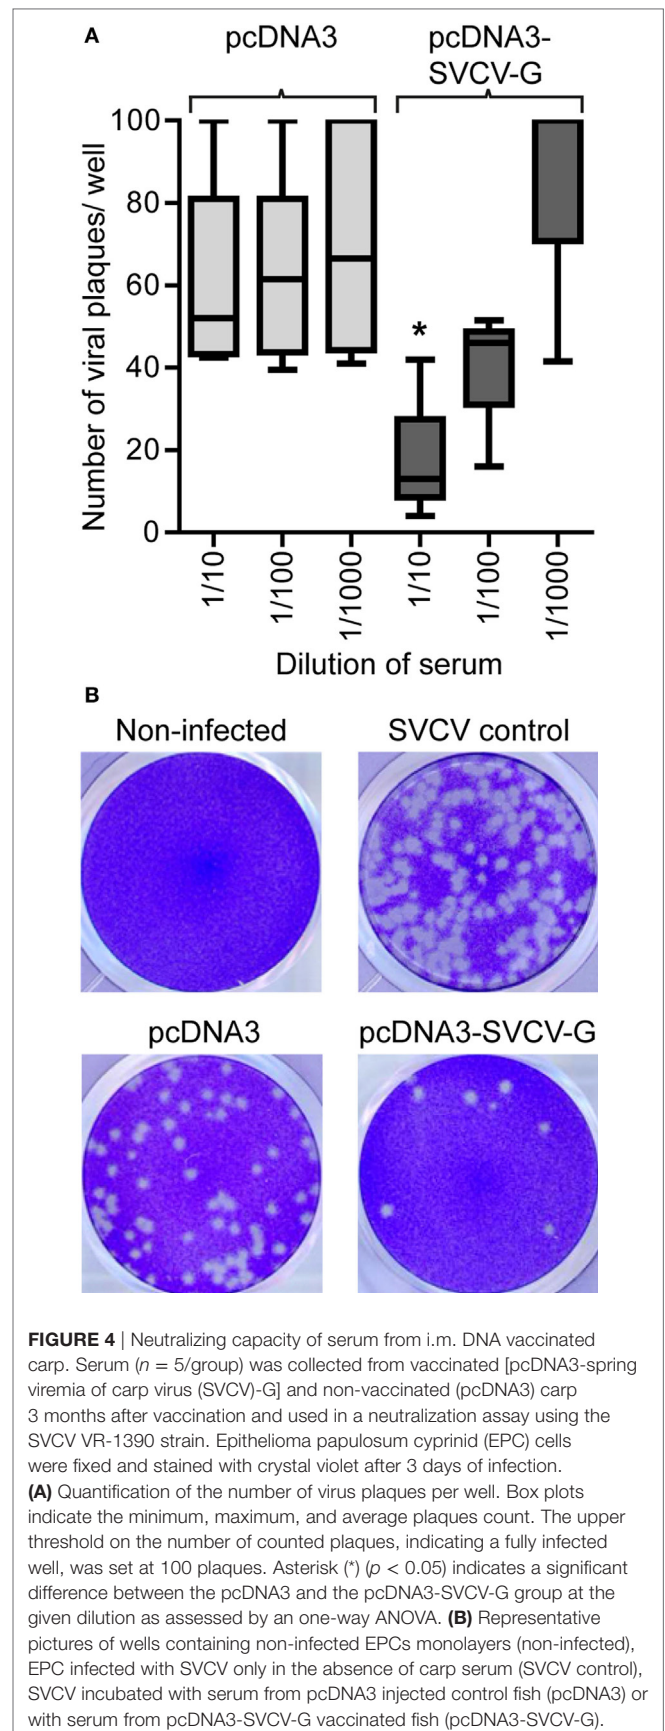 A
pcDNA3
pcDNA3-
SVCV-G
Number of viral plaques/ well
100
80
60
40
20
0
*
1/10
1/100
1/1000
1/10
1/100
1/1000
Dilution of serum
B
Non-infected
SVCV control
pcDNA3
pcDNA3-SVCV-G
FIGURE 4 | Neutralizing capacity of serum from i.m. DNA vaccinated
carp. Serum (n = 5/group) was collected from vaccinated [pcDNA3-spring
viremia of carp virus (SVCV)-G] and non-vaccinated (pcDNA3) carp
3 months after vaccination and used in a neutralization assay using the
SVCV VR-1390 strain. Epithelioma papulosum cyprinid (EPC) cells
were fixed and stained with crystal violet after 3 days of infection.
(A) Quantification of the number of virus plaques per well. Box plots
indicate the minimum, maximum, and average plaques count. The upper
threshold on the number of counted plaques, indicating a fully infected
well, was set at 100 plaques. Asterisk (*) (p < 0.05) indicates a significant
difference between the pcDNA3 and the pcDNA3-SVCV-G group at the
given dilution as assessed by an one-way ANOVA. (B) Representative
pictures of wells containing non-infected EPCs monolayers (non-infected),
EPC infected with SVCV only in the absence of carp serum (SVCV control),
SVCV incubated with serum from pcDNA3 injected control fish (pcDNA3) or
with serum from pcDNA3-SVCV-G vaccinated fish (pcDNA3-SVCV-G).